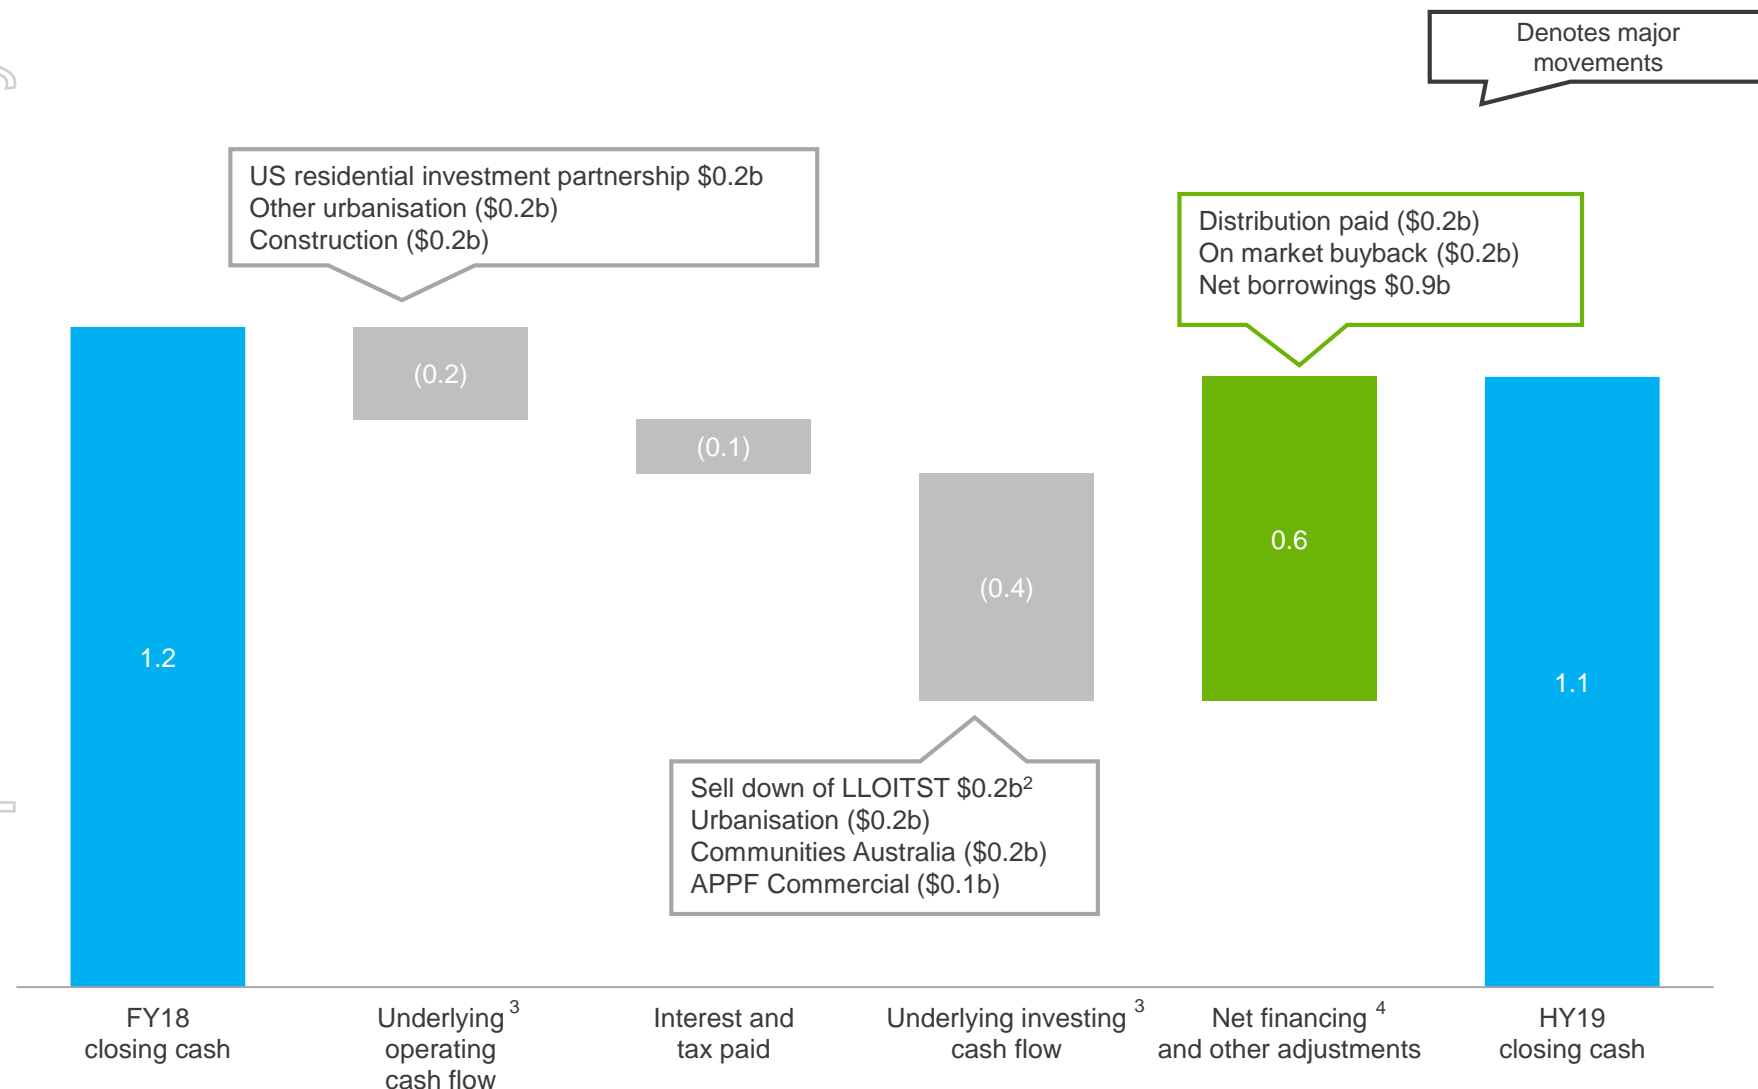 Denotes major
movements
US residential investment partnership $0.2b
Other urbanisation ($0.2b)
Construction ($0.2b)
Distribution paid ($0.2b)
On market buyback ($0.2b)
Net borrowings $0.9b
(0.2)
(0.1)
(0.4)
0.6
1.2
1.1
Sell down of LLOITST $0.2b²
Urbanisation ($0.2b)
Communities Australia ($0.2b)
APPF Commercial ($0.1b)
FY18
closing cash
Underlying ³
operating
cash flow
Interest and
tax paid
Underlying investing ³
cash flow
Net financing ⁴
and other adjustments
HY19
closing cash